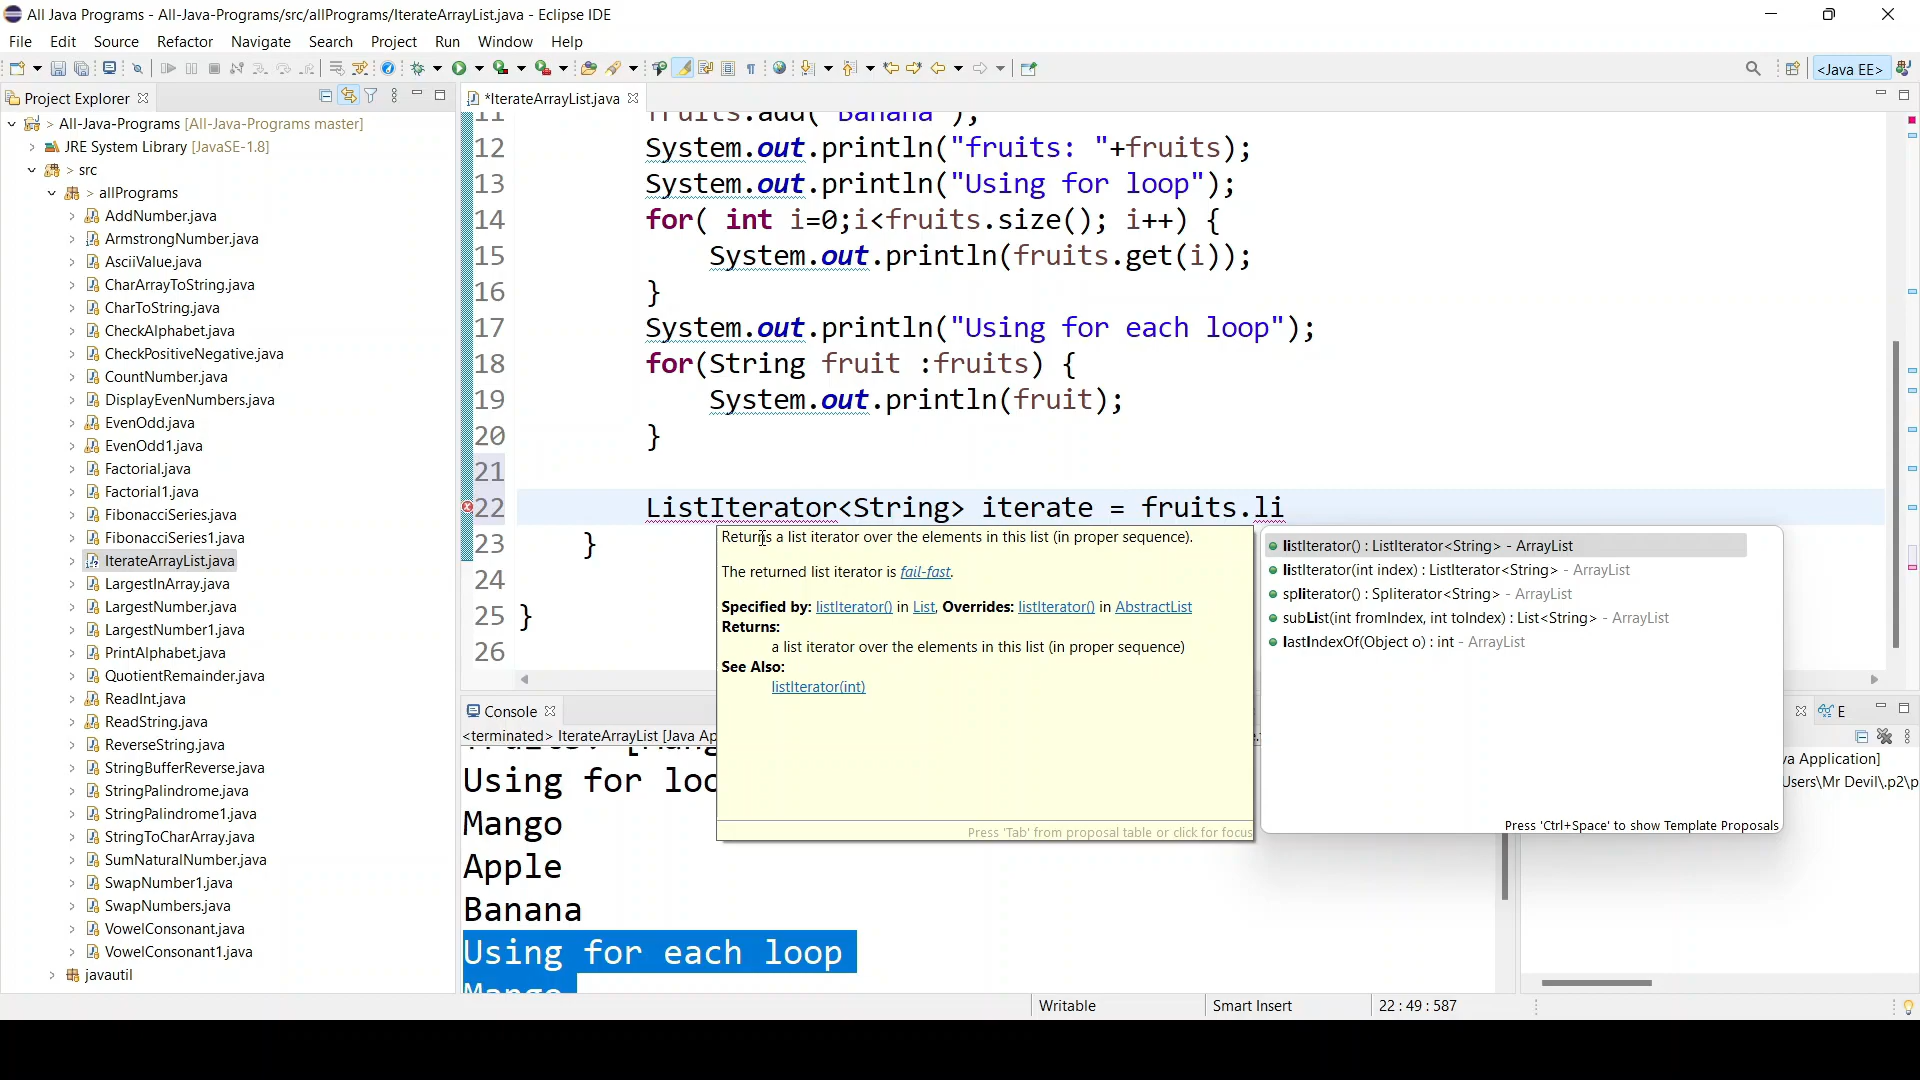 All Java Programs - All-Java-Programs/src/allPrograms/IterateArrayList.java - Eclipse IDE
File Edit Source Refactor Navigate Search Project Run Window Help
<Java EE>
Project Explorer
All-Java-Programs [All-Java-Programs master]
JRE System Library [JavaSE-1.8]
> src
> allPrograms
AddNumber.java
ArmstrongNumber.java
AsciiValue.java
CharArrayToString.java
CharToString.java
CheckAlphabet.java
CheckPositiveNegative.java
CountNumber.java
DisplayEvenNumbers.java
EvenOdd.java
EvenOdd1.java
Factorial.java
Factorial1.java
FibonacciSeries.java
FibonacciSeries1.java
IterateArrayList.java
LargestInArray.java
LargestNumber.java
LargestNumber1.java
PrintAlphabet.java
QuotientRemainder.java
ReadInt.java
ReadString.java
ReverseString.java
StringBufferReverse.java
StringPalindrome.java
StringPalindrome1.java
StringToCharArray.java
SumNaturalNumber.java
SwapNumber1.java
SwapNumbers.java
VowelConsonant.java
VowelConsonant1.java
javautil
*IterateArrayList.java
11 fruits.add("Banana");
12 System.out.println("fruits: "+fruits);
13 System.out.println("Using for loop");
14 for( int i=0;i<fruits.size(); i++) {
15 System.out.println(fruits.get(i));
16 }
17 System.out.println("Using for each loop");
18 for(String fruit :fruits) {
19 System.out.println(fruit);
20 }
21
22 ListIterator<String> iterate = fruits.li
23 }
24
25 }
26
Returns a list iterator over the elements in this list (in proper sequence).
The returned list iterator is fail-fast.
Specified by: listIterator() in List, Overrides: listIterator() in AbstractList
Returns:
a list iterator over the elements in this list (in proper sequence)
See Also:
listIterator(int)
Press 'Tab' from proposal table or click for focus
listIterator() : ListIterator<String> - ArrayList
listIterator(int index) : ListIterator<String> - ArrayList
spliterator() : Spliterator<String> - ArrayList
subList(int fromIndex, int toIndex) : List<String> - ArrayList
lastIndexOf(Object o) : int - ArrayList
Press 'Ctrl+Space' to show Template Proposals
Console
<terminated> IterateArrayList [Java Ap
Using for loo
Mango
Apple
Banana
Using for each loop
Mango
E
va Application]
Users\Mr Devil\.p2\p
Writable Smart Insert 22 : 49 : 587